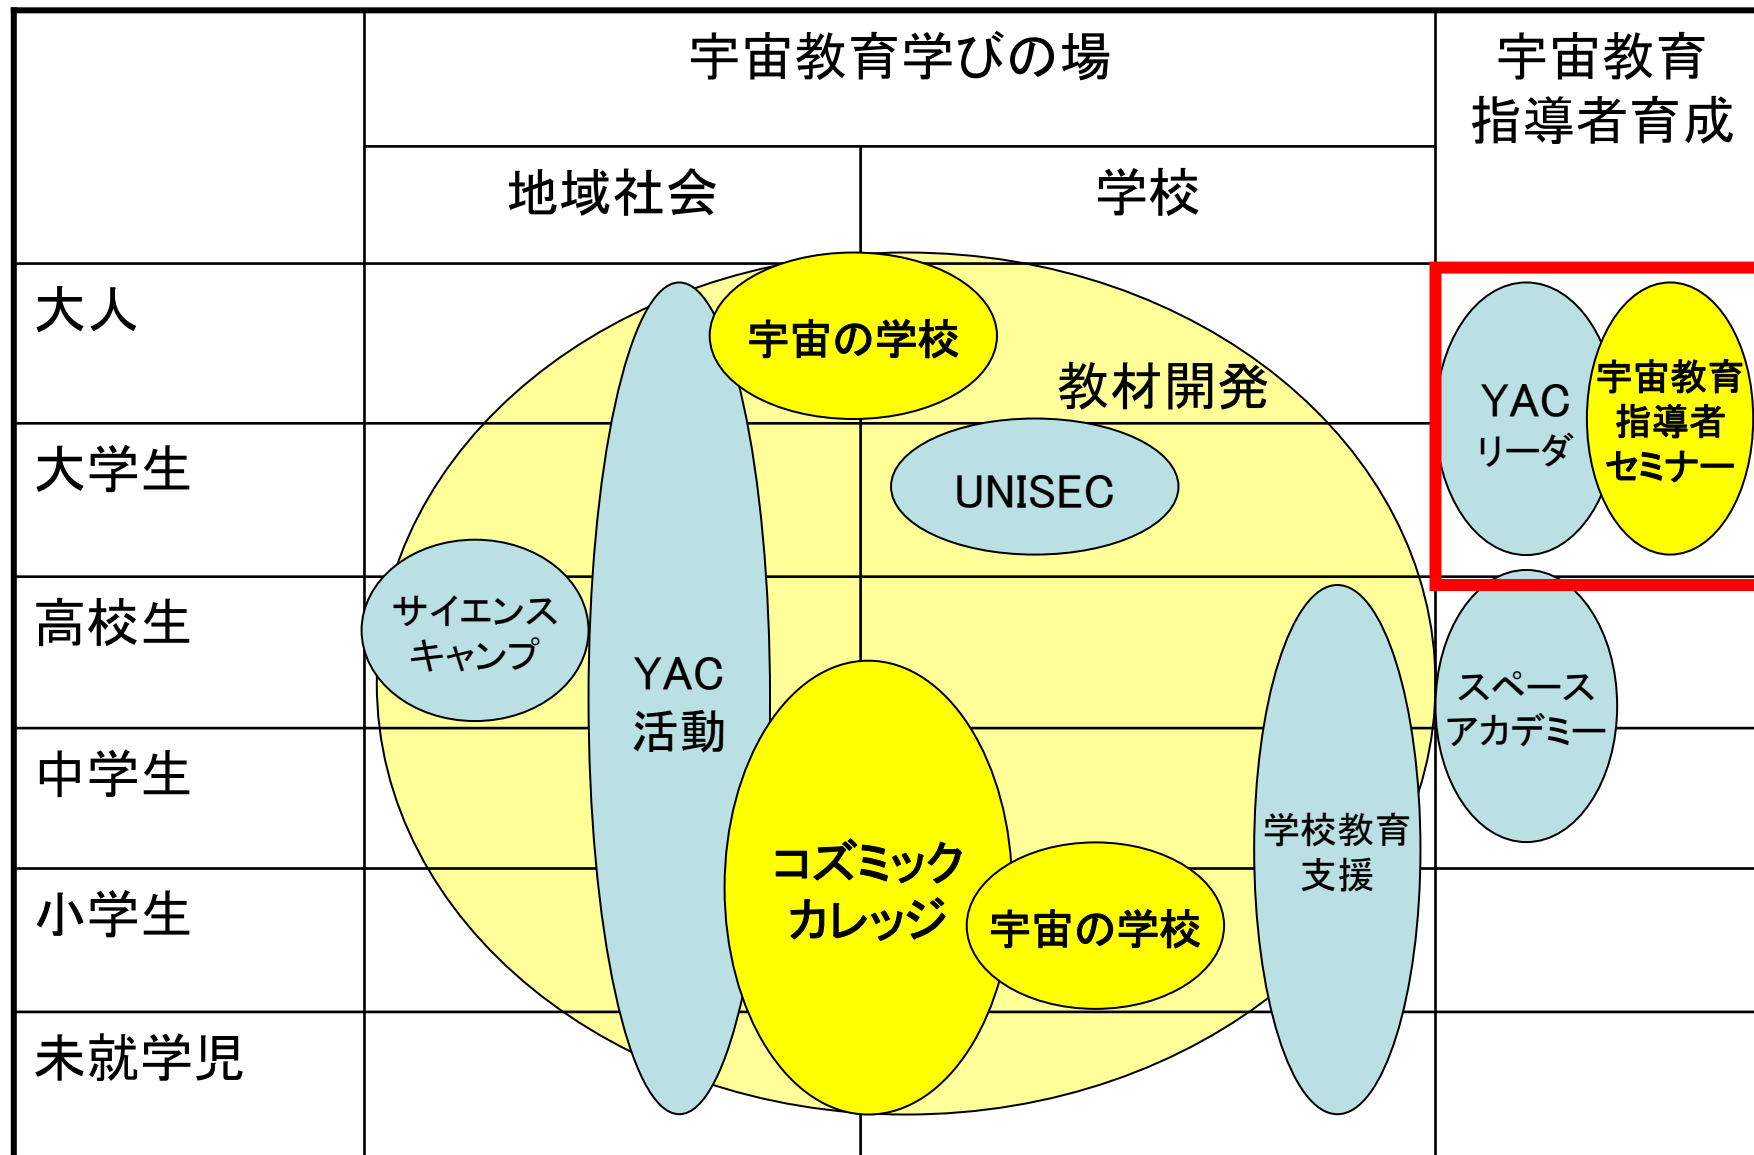 宇宙教育学びの場
宇宙教育
指導者育成
地域社会
学校
大人
宇宙の学校
教材開発
YAC
リーダ
宇宙教育
指導者
セミナー
大学生
UNISEC
高校生
サイエンス
キャンプ
YAC
活動
スペース
アカデミー
中学生
学校教育
支援
コズミック
カレッジ
小学生
宇宙の学校
未就学児